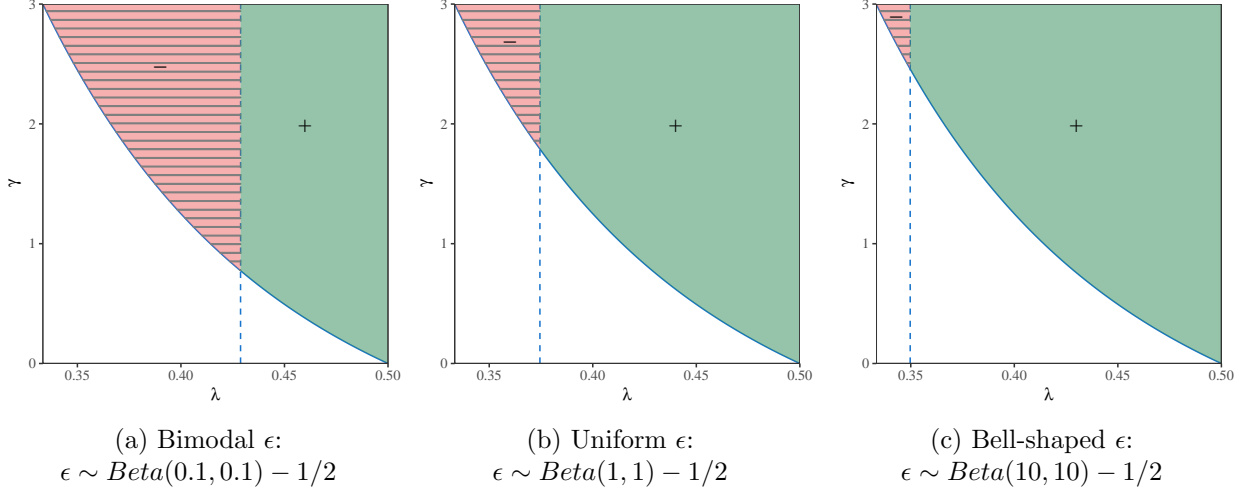 3
2
1
0
γ
−
+
0.35
0.40
0.45
0.50
λ
(a) Bimodal ϵ:
ϵ ∼ Beta(0.1, 0.1) − 1/2
3
2
1
0
γ
−
+
0.35
0.40
0.45
0.50
λ
(b) Uniform ϵ:
ϵ ∼ Beta(1, 1) − 1/2
3
2
1
0
γ
−
+
0.35
0.40
0.45
0.50
λ
(c) Bell-shaped ϵ:
ϵ ∼ Beta(10, 10) − 1/2